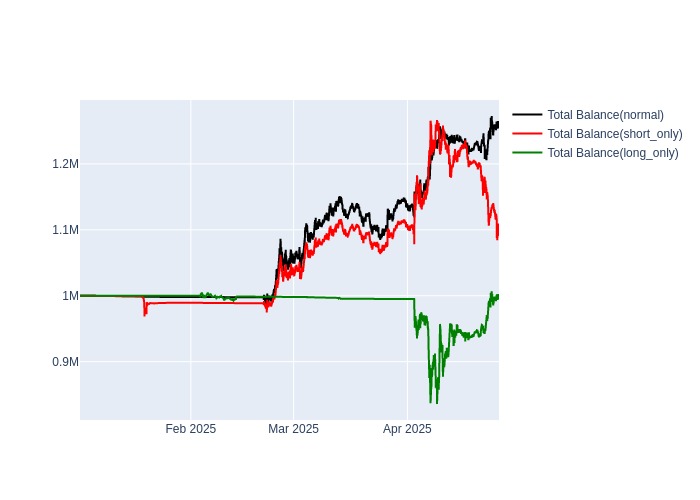 Total Balance(normal)
Total Balance(short_only)
Total Balance(long_only)
1.2M
1.1M
1M
0.9M
Feb 2025
Mar 2025
Apr 2025